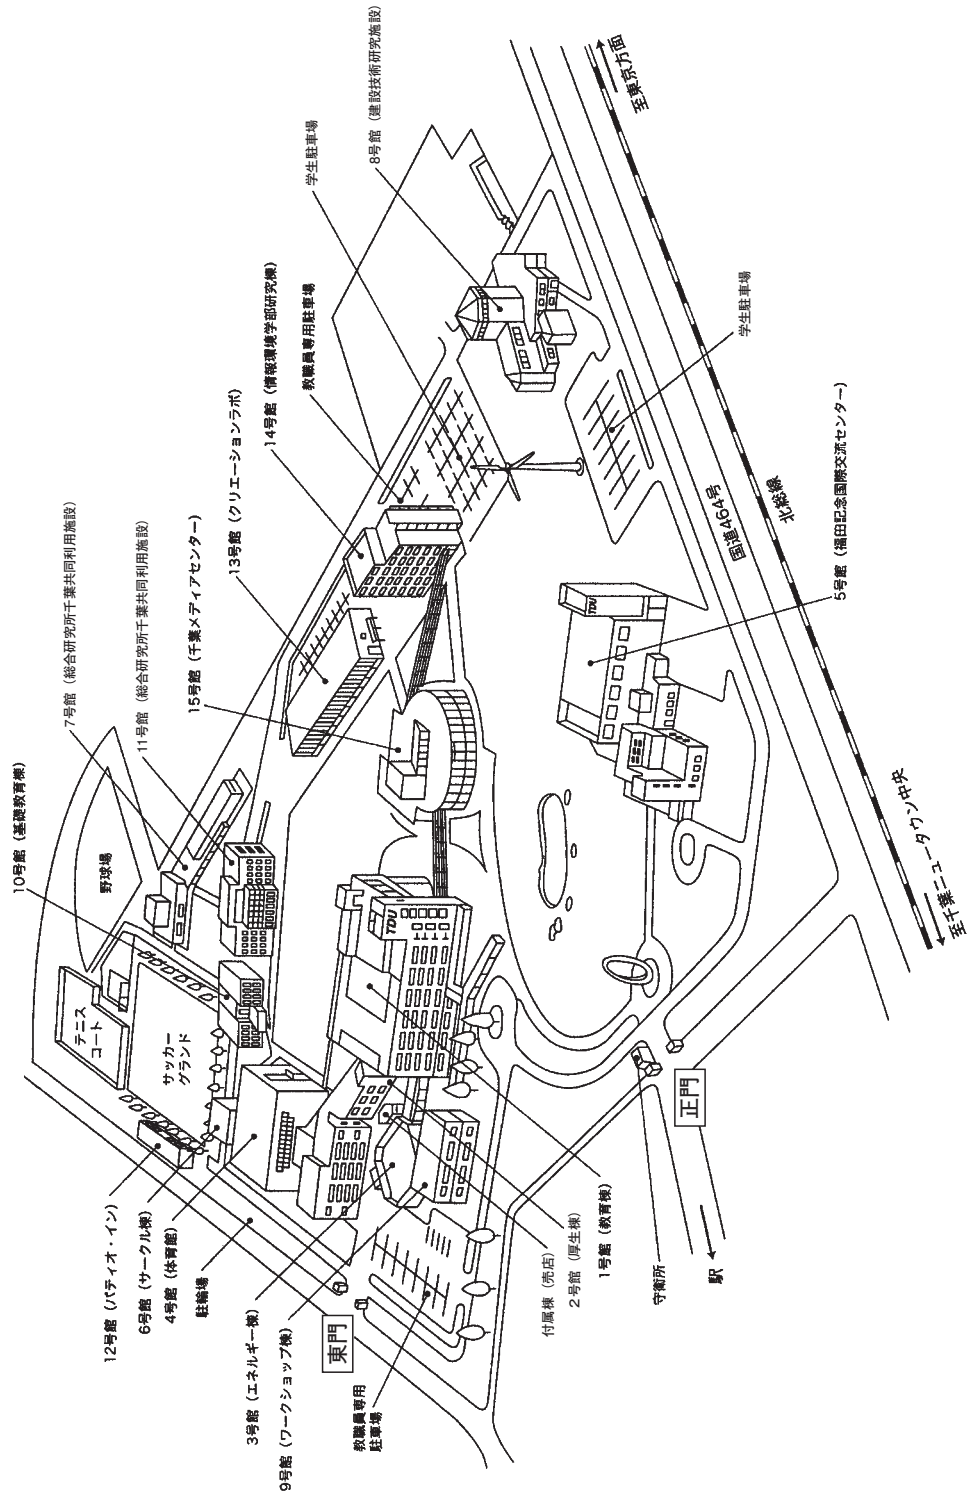 10号館（基礎教育棟）
7号館（総合研究所千葉共同利用施設）
11号館（総合研究所千葉共同利用施設）
15号館（千葉メディアセンター）
13号館（クリエーションラボ）
14号館（情報環境学部研究棟）
教職員専用駐車場
学生駐車場
8号館（建設技術研究施設）
野球場
テニス
コート
サッカー
グランド
TDU
TDU
学生駐車場
至東京方面
国道464号
北総線
5号館（福田記念国際交流センター）
至千葉ニュータウン中央
12号館（パティオ・イン）
6号館（サークル棟）
4号館（体育館）
駐輪場
3号館（エネルギー棟）
9号館（ワークショップ棟）
東門
教職員専用
駐車場
付属棟（売店）
2号館（厚生棟）
1号館（教育棟）
守衛所
正門
駅